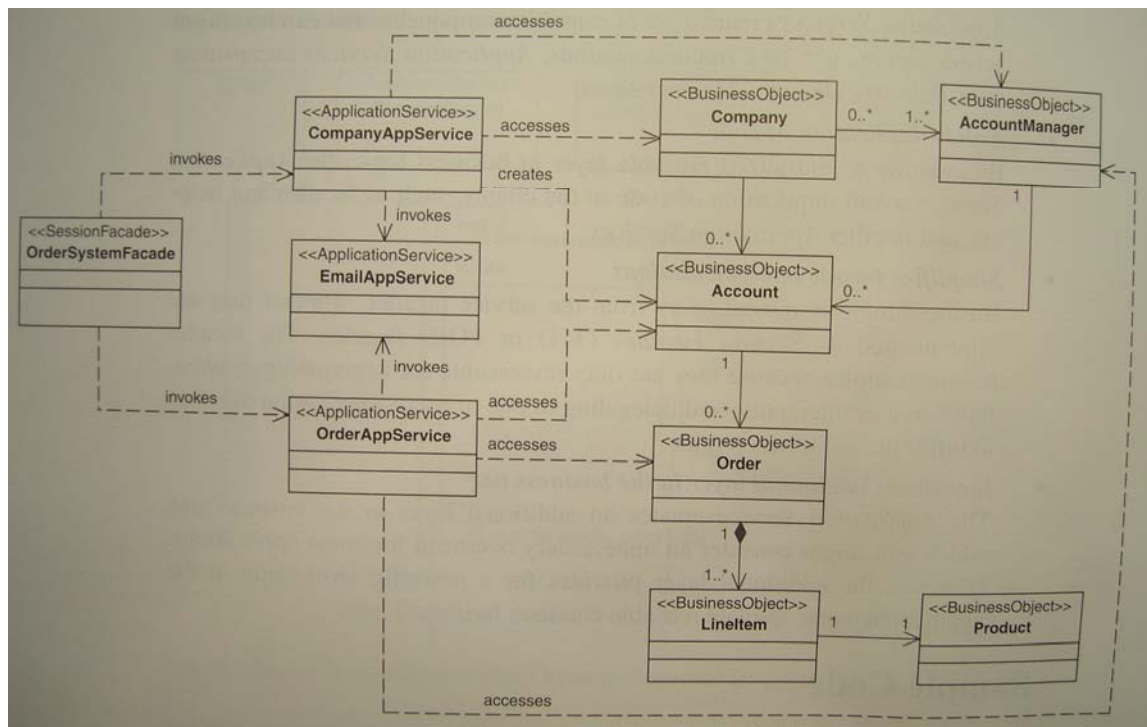 accesses
<<ApplicationService>>
CompanyAppService
accesses
<<BusinessObject>>
Company
0..*
1..*
<<BusinessObject>>
AccountManager
invokes
creates
invokes
1
<<SessionFacade>>
OrderSystemFacade
<<ApplicationService>>
EmailAppService
0..*
<<BusinessObject>>
Account
0..*
invokes
1
invokes
accesses
0..*
<<ApplicationService>>
OrderAppService
accesses
<<BusinessObject>>
Order
1
1..*
<<BusinessObject>>
LineItem
1
1
<<BusinessObject>>
Product
accesses